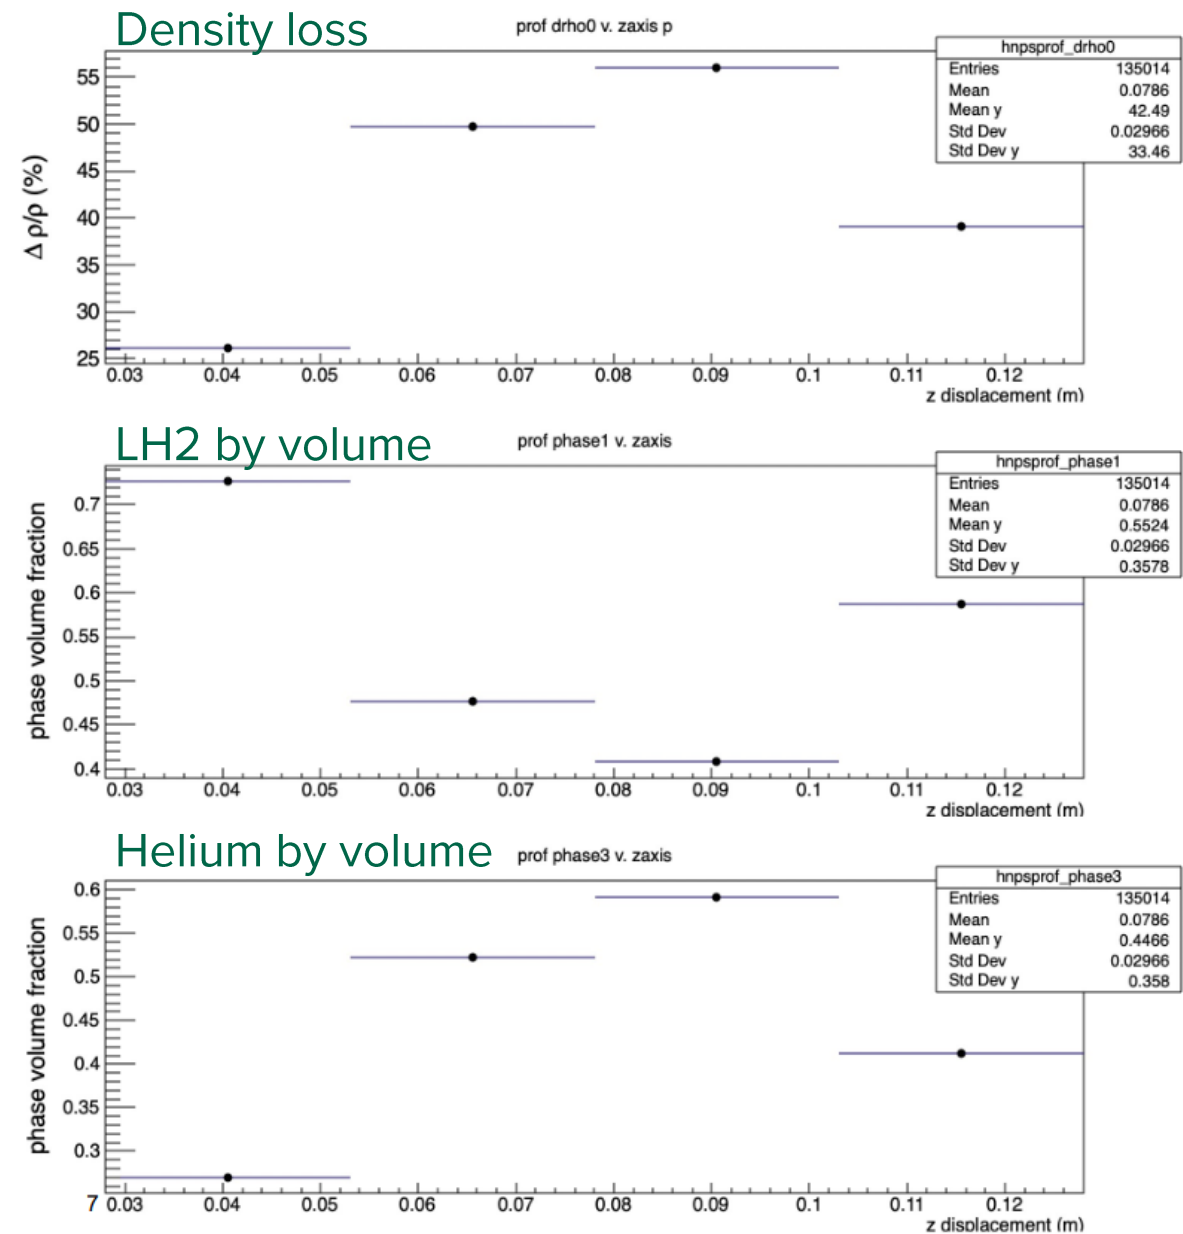 Density loss
prof drho0 v. zaxis p
hnpsprof_drho0
Entries 135014
Mean 0.0786
Mean y 42.49
Std Dev 0.02966
Std Dev y 33.46
Δ ρ/ρ (%)
55
50
45
40
35
30
25
0.03 0.04 0.05 0.06 0.07 0.08 0.09 0.1 0.11 0.12
z displacement (m)
LH2 by volume
prof phase1 v. zaxis
hnpsprof_phase1
Entries 135014
Mean 0.0786
Mean y 0.5524
Std Dev 0.02966
Std Dev y 0.3578
phase volume fraction
0.7
0.65
0.6
0.55
0.5
0.45
0.4
0.03 0.04 0.05 0.06 0.07 0.08 0.09 0.1 0.11 0.12
z displacement (m)
Helium by volume
prof phase3 v. zaxis
hnpsprof_phase3
Entries 135014
Mean 0.0786
Mean y 0.4466
Std Dev 0.02966
Std Dev y 0.358
phase volume fraction
0.6
0.55
0.5
0.45
0.4
0.35
0.3
7
0.03 0.04 0.05 0.06 0.07 0.08 0.09 0.1 0.11 0.12
z displacement (m)